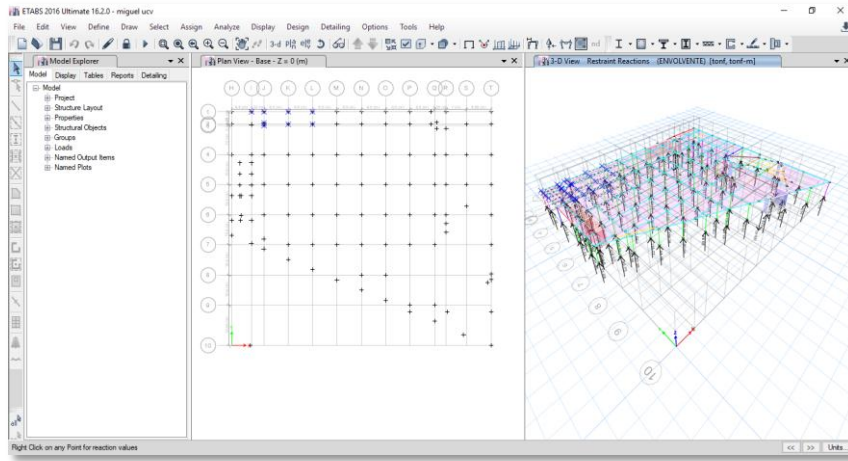 ETABS 2016 Ultimate 16.2.0 - miguel ucv
File Edit View Define Draw Select Assign Analyze Display Design Detailing Options Tools Help
Model Explorer
Model Display Tables Reports Detailing
Model
Project
Structure Layout
Properties
Structural Objects
Groups
Loads
Named Output Items
Named Plots
Plan View - Base - Z = 0 (m)
H I J K L M N O P Q R S T
1
4
5
6
7
8
9
10
3-D View Restraint Reactions (ENVOLVENTE) [tonf, tonf-m]
8
9
10
Right Click on any Point for reaction values
<< >> Units...